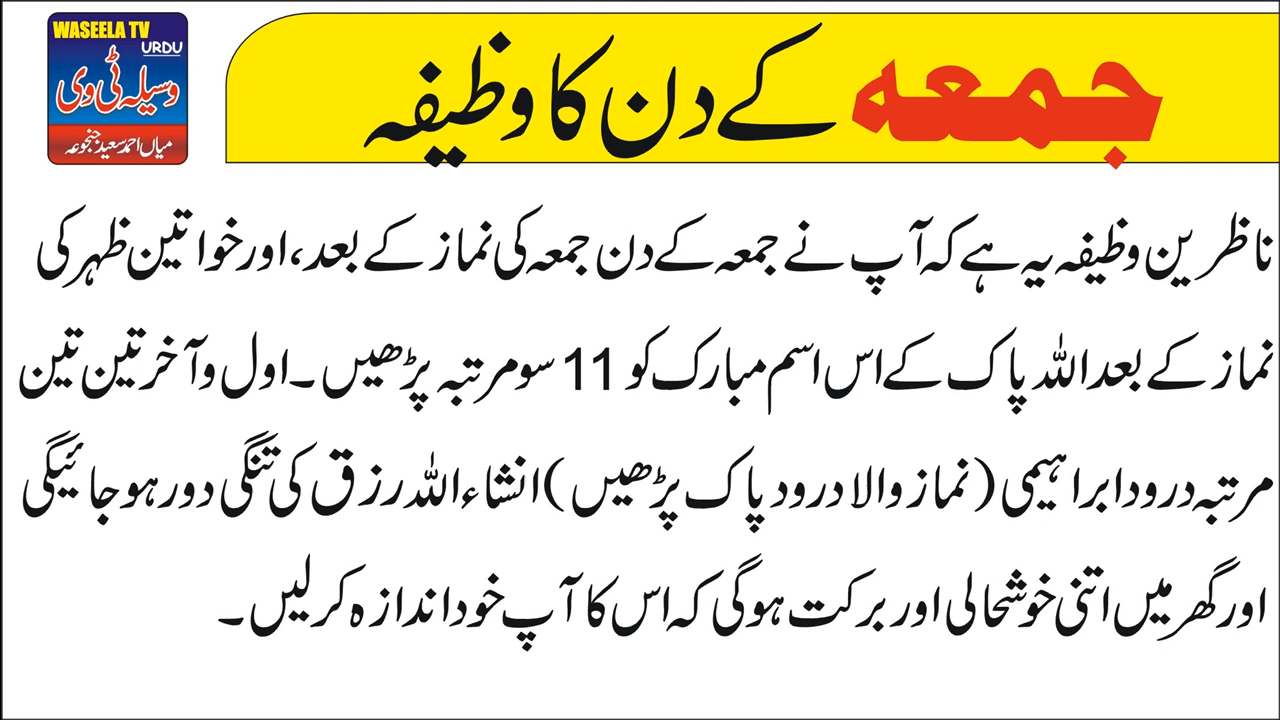 WASEELA TV
URDU
وسیلہ ٹی وی
میاں احمد سعید جنجوعہ
جمعہ کے دن کا وظیفہ
ناظرین وظیفہ یہ ہے کہ آپ نے جمعہ کے دن جمعہ کی نماز کے بعد، اور خواتین ظہر کی
نماز کے بعد اللہ پاک کے اس اسم مبارک کو 11 سو مرتبہ پڑھیں۔ اول و آخر تین تین
مرتبہ درود ابراہیمی (نماز والا درود پاک پڑھیں) انشاء اللہ رزق کی تنگی دور ہو جائیگی
اور گھر میں اتنی خوشحالی اور برکت ہوگی کہ اس کا آپ خود اندازہ کر لیں۔